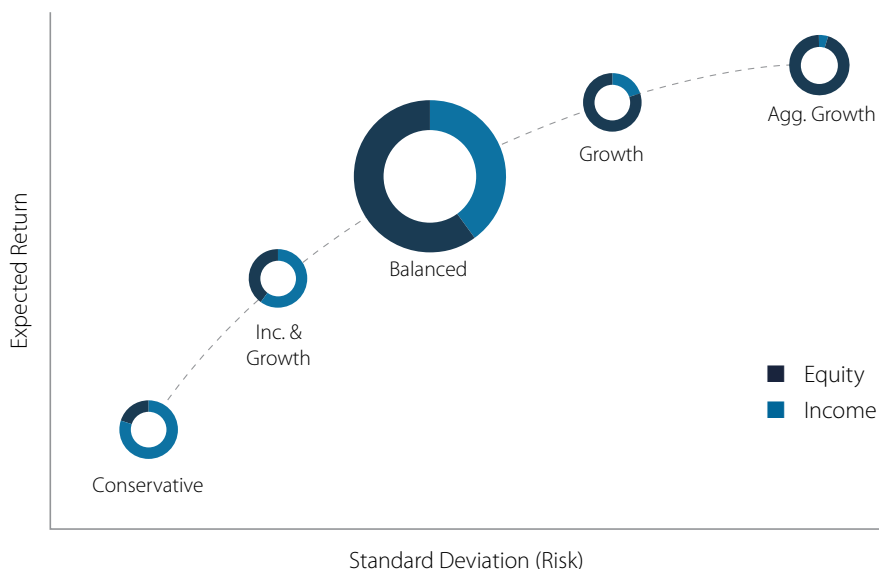 Expected Return
Agg. Growth
Growth
Balanced
Inc. &
Growth
Equity
Income
Conservative
Standard Deviation (Risk)